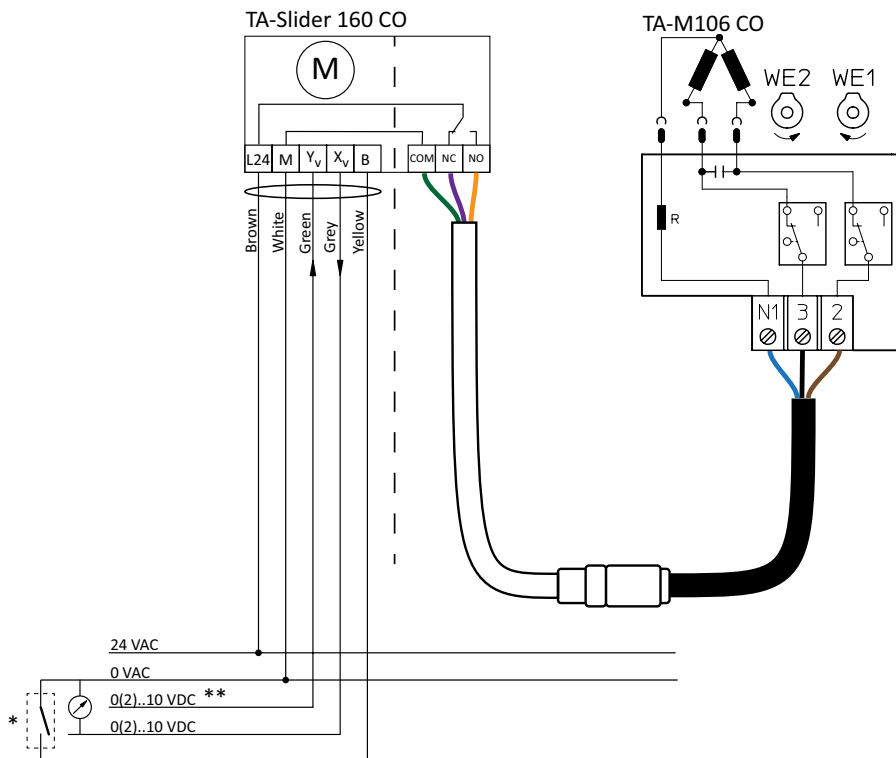 TA-Slider 160 CO
TA-M106 CO
M
WE2 WE1
L24 M Yv Xv B COM NC NO
R
Brown
White
Green
Grey
Yellow
N1 3 2
24 VAC
0 VAC
0(2)..10 VDC **
*
0(2)..10 VDC